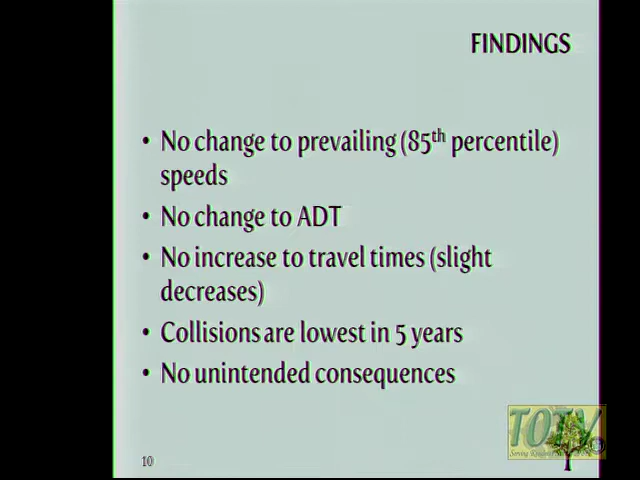 FINDINGS
• No change to prevailing (85th percentile)
speeds
• No change to ADT
• No increase to travel times (slight
decreases)
• Collisions are lowest in 5 years
• No unintended consequences
TOTV
10